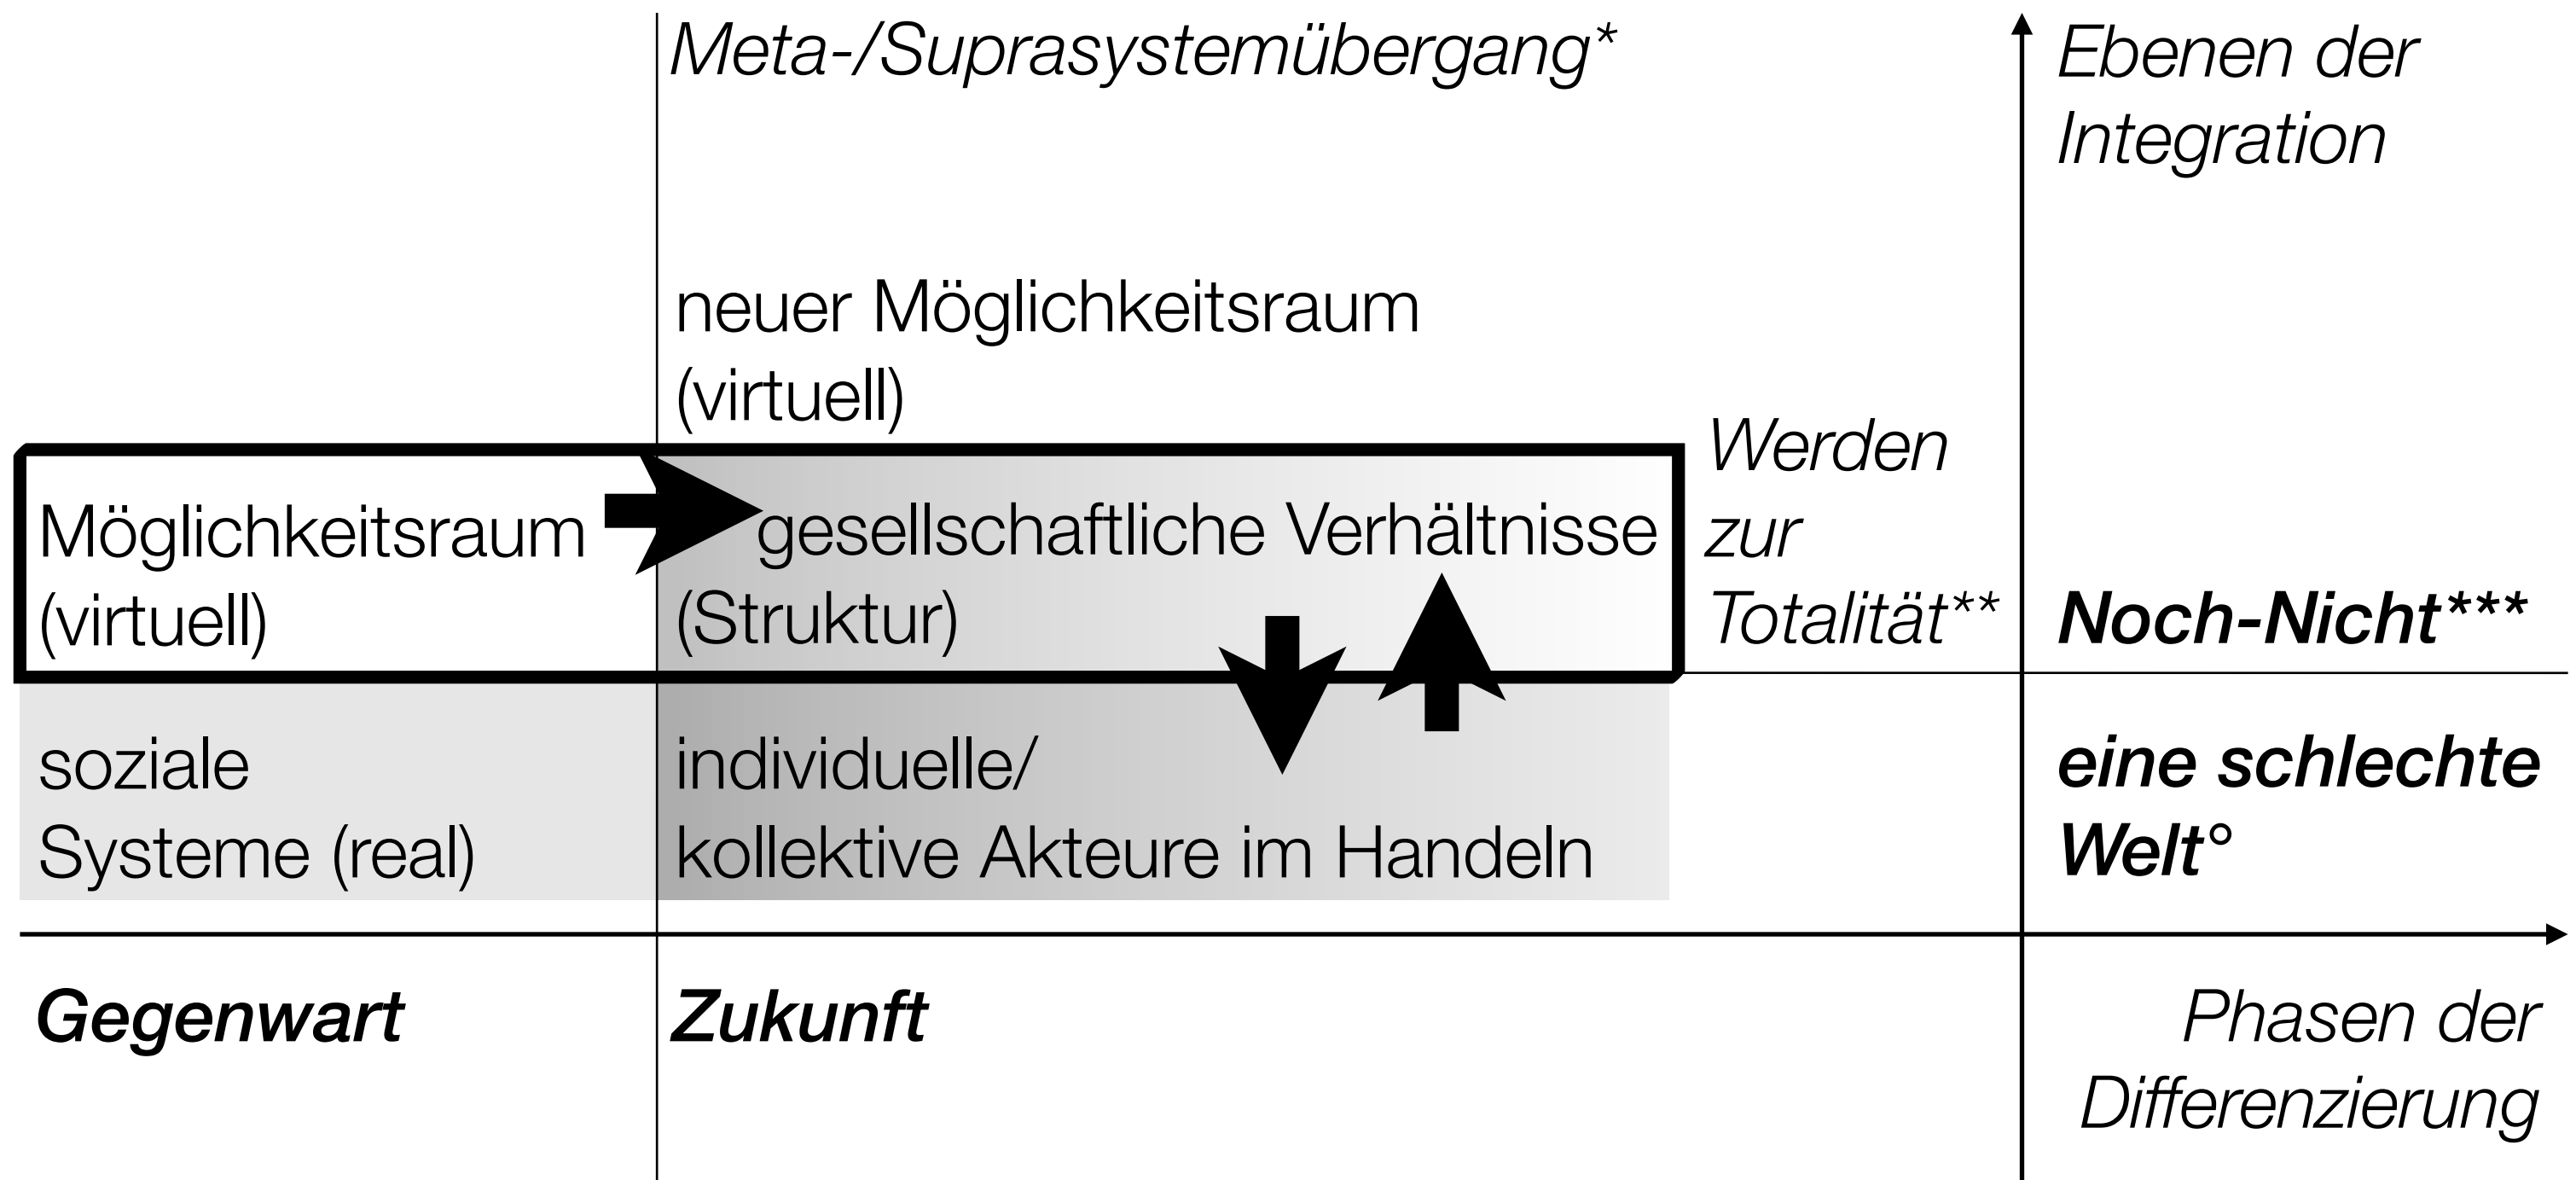 Meta-/Suprasystemübergang*
Ebenen der
Integration
neuer Möglichkeitsraum
(virtuell)
Möglichkeitsraum
(virtuell)
gesellschaftliche Verhältnisse
(Struktur)
Werden
zur
Totalität**
Noch-Nicht***
soziale
Systeme (real)
individuelle/
kollektive Akteure im Handeln
eine schlechte
Welt°
Gegenwart
Zukunft
Phasen der
Differenzierung